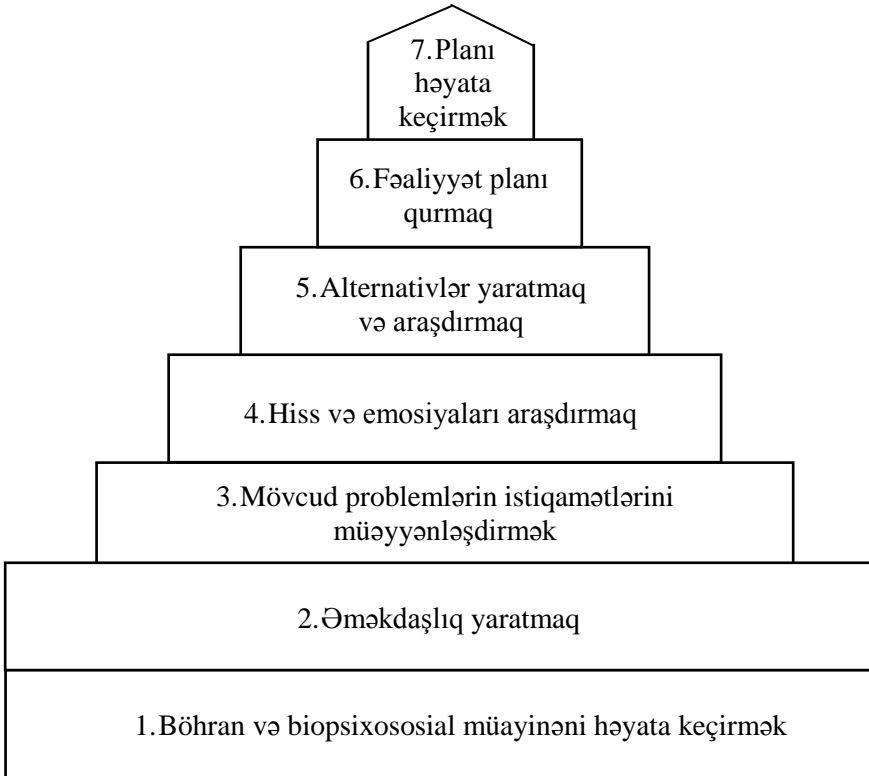 7.Planı
həyata
keçirmək
6.Fəaliyyət planı
qurmaq
5.Alternativlər yaratmaq
və araşdırmaq
4.Hiss və emosiyaları araşdırmaq
3.Mövcud problemlərin istiqamətlərini
müəyyənləşdirmək
2.Əməkdaşlıq yaratmaq
1.Böhran və biopsixososial müayinəni həyata keçirmək